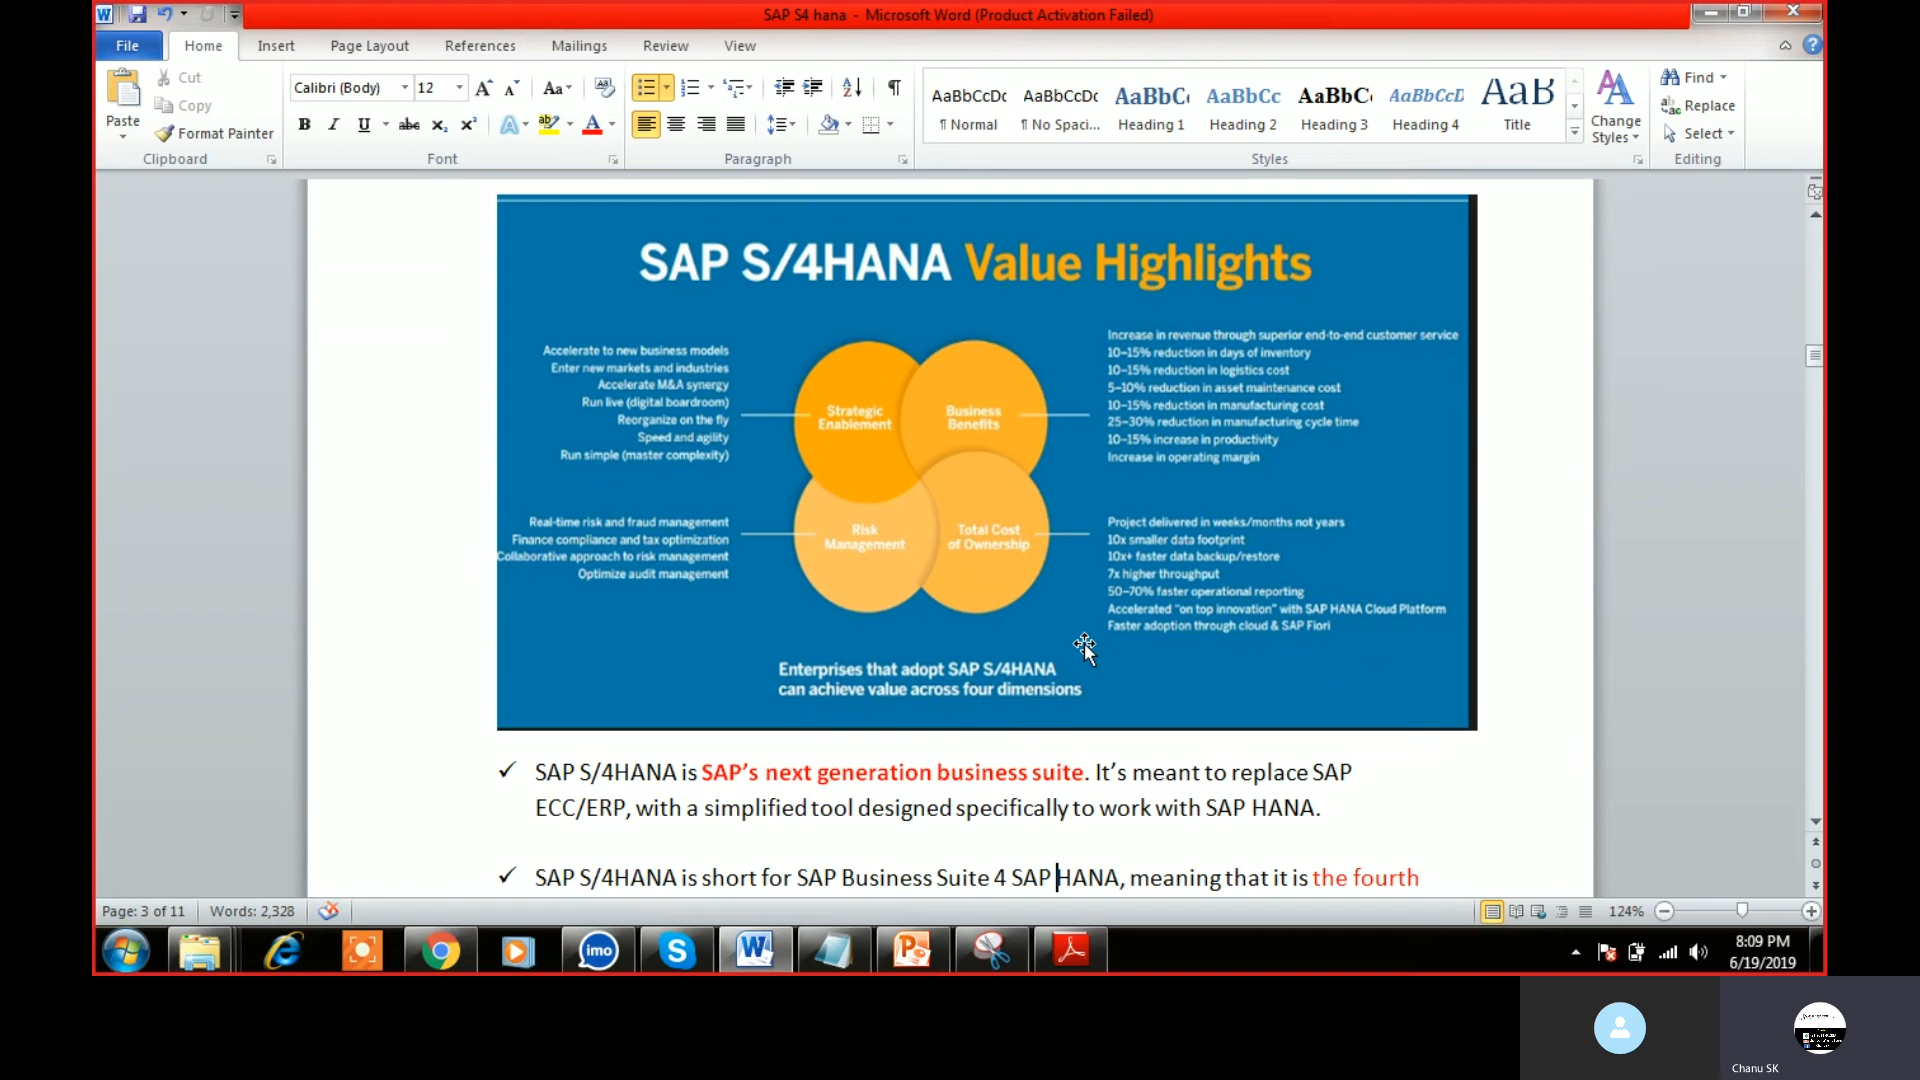 SAP S4 hana - Microsoft Word (Product Activation Failed)
File Home Insert Page Layout References Mailings Review View
Paste
Cut
Copy
Format Painter
Calibri (Body) 12
AaBbCcDc AaBbCcDc AaBbC AaBbCc AaBbC AaBbCcD AaB
¶ Normal ¶ No Spaci... Heading 1 Heading 2 Heading 3 Heading 4 Title
Change
Styles
Find
Replace
Select
Clipboard Font Paragraph Styles Editing
SAP S/4HANA Value Highlights
Accelerate to new business models
Enter new markets and industries
Accelerate M&A synergy
Run live (digital boardroom)
Reorganize on the fly
Speed and agility
Run simple (master complexity)
Strategic
Enablement
Business
Benefits
Increase in revenue through superior end-to-end customer service
10–15% reduction in days of inventory
10–15% reduction in logistics cost
5–10% reduction in asset maintenance cost
10–15% reduction in manufacturing cost
25–30% reduction in manufacturing cycle time
10–15% increase in productivity
Increase in operating margin
Real-time risk and fraud management
Finance compliance and tax optimization
Collaborative approach to risk management
Optimize audit management
Risk
Management
Total Cost
of Ownership
Project delivered in weeks/months not years
10x smaller data footprint
10x+ faster data backup/restore
7x higher throughput
50–70% faster operational reporting
Accelerated "on top innovation" with SAP HANA Cloud Platform
Faster adoption through cloud & SAP Fiori
Enterprises that adopt SAP S/4HANA
can achieve value across four dimensions
✓ SAP S/4HANA is SAP's next generation business suite. It's meant to replace SAP
ECC/ERP, with a simplified tool designed specifically to work with SAP HANA.
✓ SAP S/4HANA is short for SAP Business Suite 4 SAP HANA, meaning that it is the fourth
Page: 3 of 11 Words: 2,328 124%
imo
8:09 PM
6/19/2019
Chanu SK